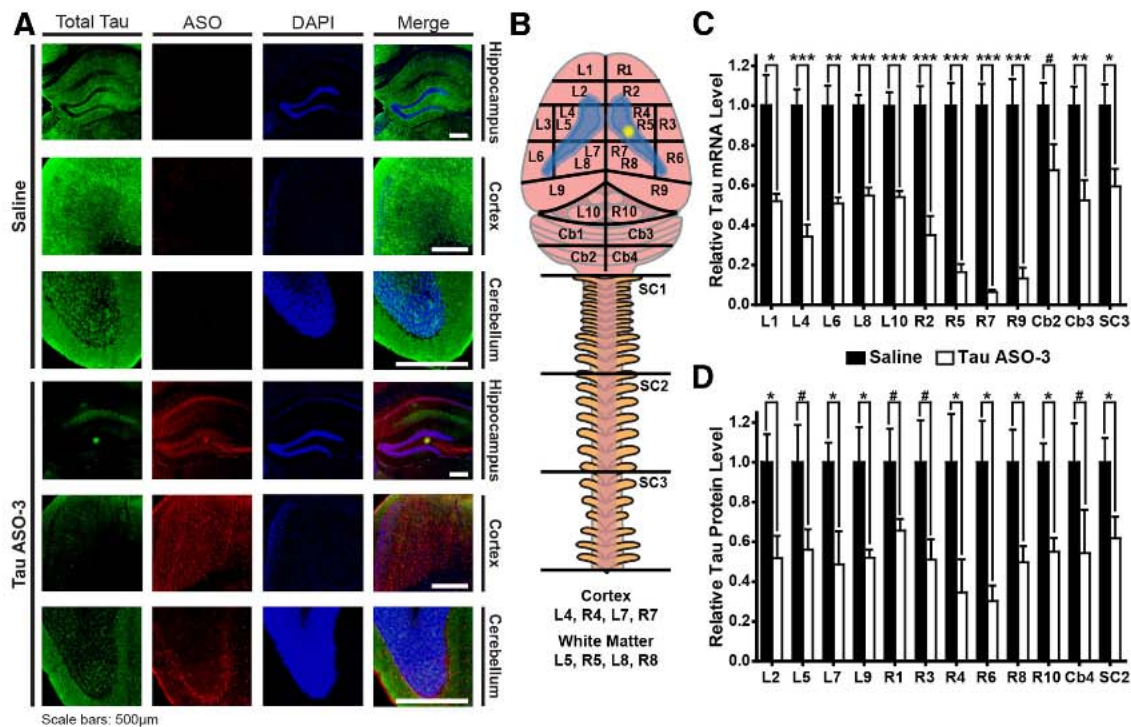 A
Total Tau ASO DAPI Merge
Saline
Hippocampus
Cortex
Cerebellum
Tau ASO-3
Hippocampus
Cortex
Cerebellum
Scale bars: 500µm
B
L1 R1
L2 R2
L4 R4
L3 L5 R5 R3
L6 L7 R7 R6
L8 R8
L9 R9
L10 R10
Cb1 Cb3
Cb2 Cb4
SC1
SC2
SC3
Cortex
L4, R4, L7, R7
White Matter
L5, R5, L8, R8
C
* *** ** *** *** *** *** *** *** # ** *
Relative Tau mRNA Level
1.2
1.0
0.8
0.6
0.4
0.2
0.0
L1 L4 L6 L8 L10 R2 R5 R7 R9 Cb2 Cb3 SC3
Saline Tau ASO-3
D
* # * * # # * * * * # *
Relative Tau Protein Level
1.2
1.0
0.8
0.6
0.4
0.2
0.0
L2 L5 L7 L9 R1 R3 R4 R6 R8 R10 Cb4 SC2